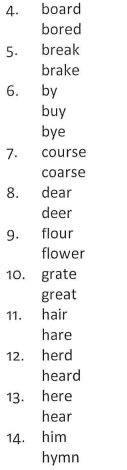 4. board
bored
5. break
brake
6. by
buy
bye
7. course
coarse
8. dear
deer
9. flour
flower
10. grate
great
11. hair
hare
12. herd
heard
13. here
hear
14. him
hymn